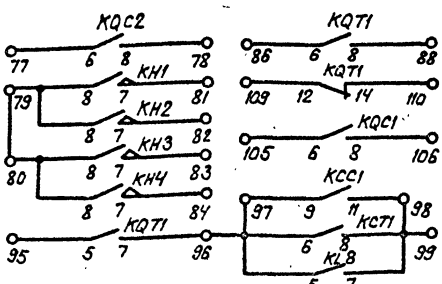 KQC2
77 6 8 78
KH1
79 8 7 81
KH2
8 7 82
KH3
80 8 7 83
KH4
8 7 84
KQT1
95 5 7 96
KQT1
86 6 8 88
KQT1
109 12 14 110
KQC1
105 6 8 106
KCC1
97 9 11 98
KCT1
6 8 99
KL8
5 7